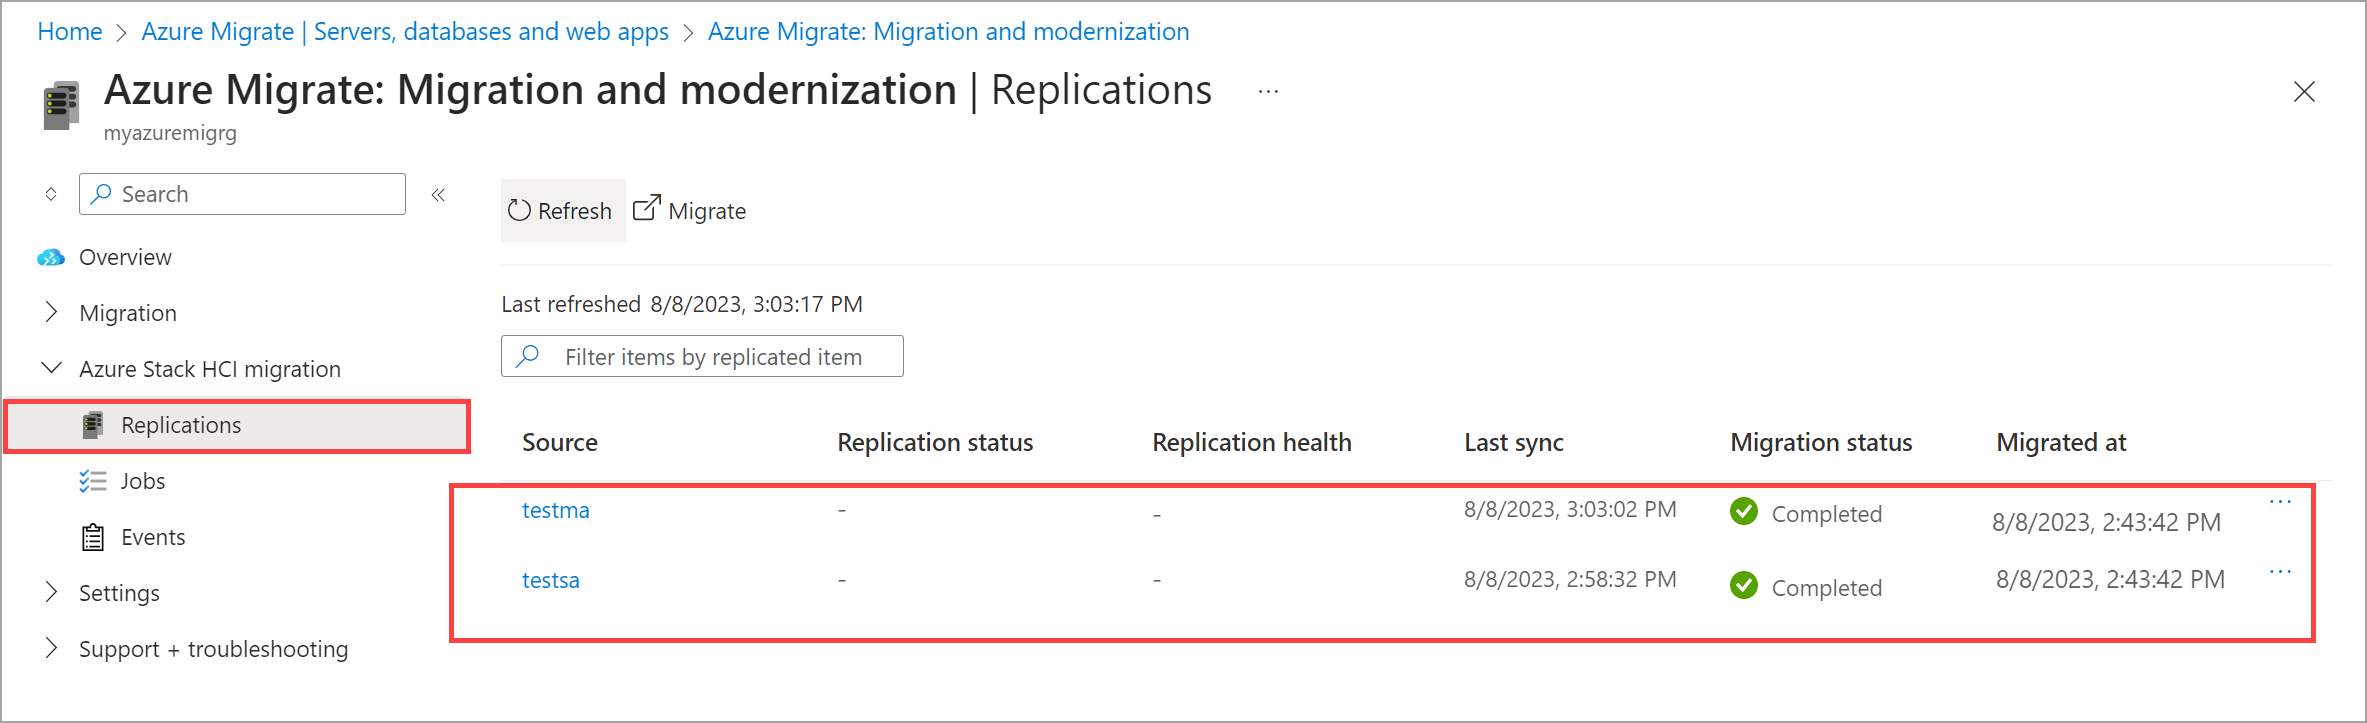 Home > Azure Migrate | Servers, databases and web apps > Azure Migrate: Migration and modernization
Azure Migrate: Migration and modernization | Replications ...
myazuremigrg
Search
Overview
Migration
Azure Stack HCI migration
Replications
Jobs
Events
Settings
Support + troubleshooting
Refresh Migrate
Last refreshed 8/8/2023, 3:03:17 PM
Filter items by replicated item
Source Replication status Replication health Last sync Migration status Migrated at
testma - - 8/8/2023, 3:03:02 PM Completed 8/8/2023, 2:43:42 PM ...
testsa - - 8/8/2023, 2:58:32 PM Completed 8/8/2023, 2:43:42 PM ...